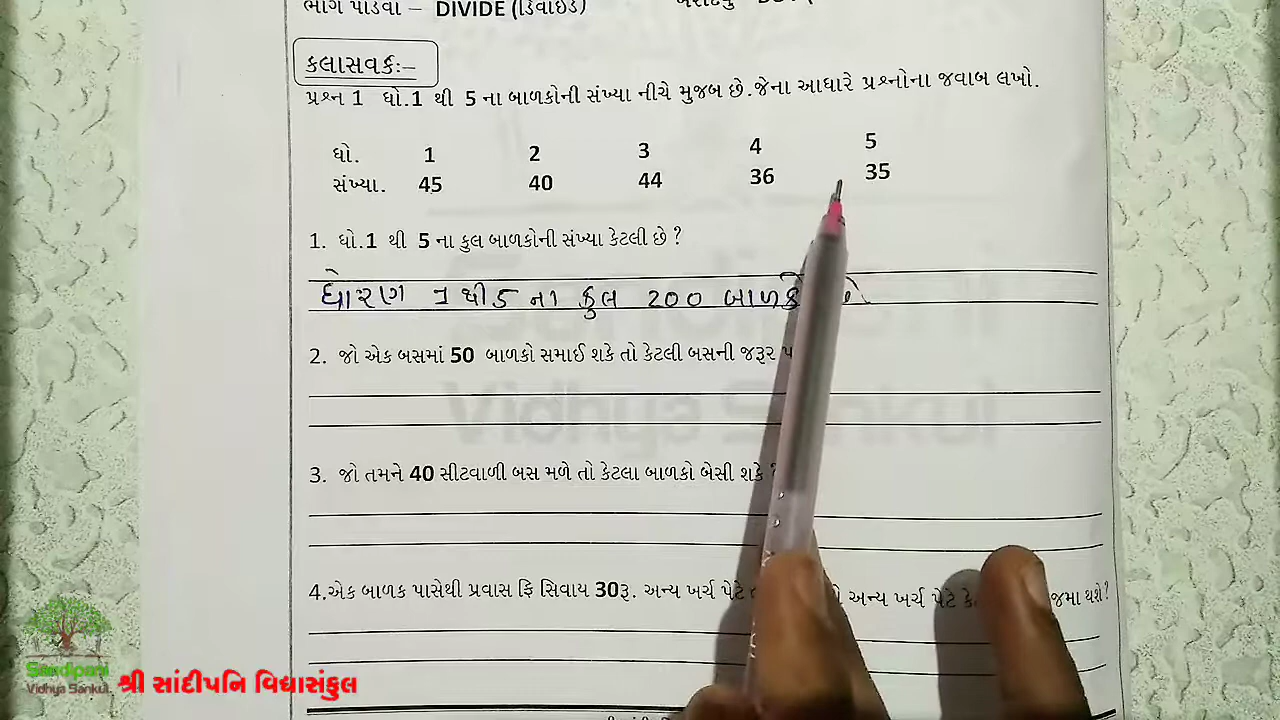 ભાગ પાડવા – DIVIDE (ડિવાઇડ)
કલાસવર્ક:–
પ્રશ્ન 1 ધો.1 થી 5 ના બાળકોની સંખ્યા નીચે મુજબ છે.જેના આધારે પ્રશ્નોના જવાબ લખો.
ધો. 1 2 3 4 5
સંખ્યા. 45 40 44 36 35
1. ધો.1 થી 5 ના કુલ બાળકોની સંખ્યા કેટલી છે ?
ધોરણ 1 થી 5 ના કુલ 200
2. જો એક બસમાં 50 બાળકો સમાઈ શકે તો કેટલી બસની જરૂર
3. જો તમને 40 સીટવાળી બસ મળે તો કેટલા બાળકો બેસી શકે ?
4.એક બાળક પાસેથી પ્રવાસ ફિ સિવાય 30રૂ. અન્ય ખર્ચ પેટે અન્ય ખર્ચ પેટે જમા થશે?
Sandipani
Vidhya Sankul
Sandipani
Vidhya Sankul
શ્રી સાંદીપનિ વિદ્યાસંકુલ